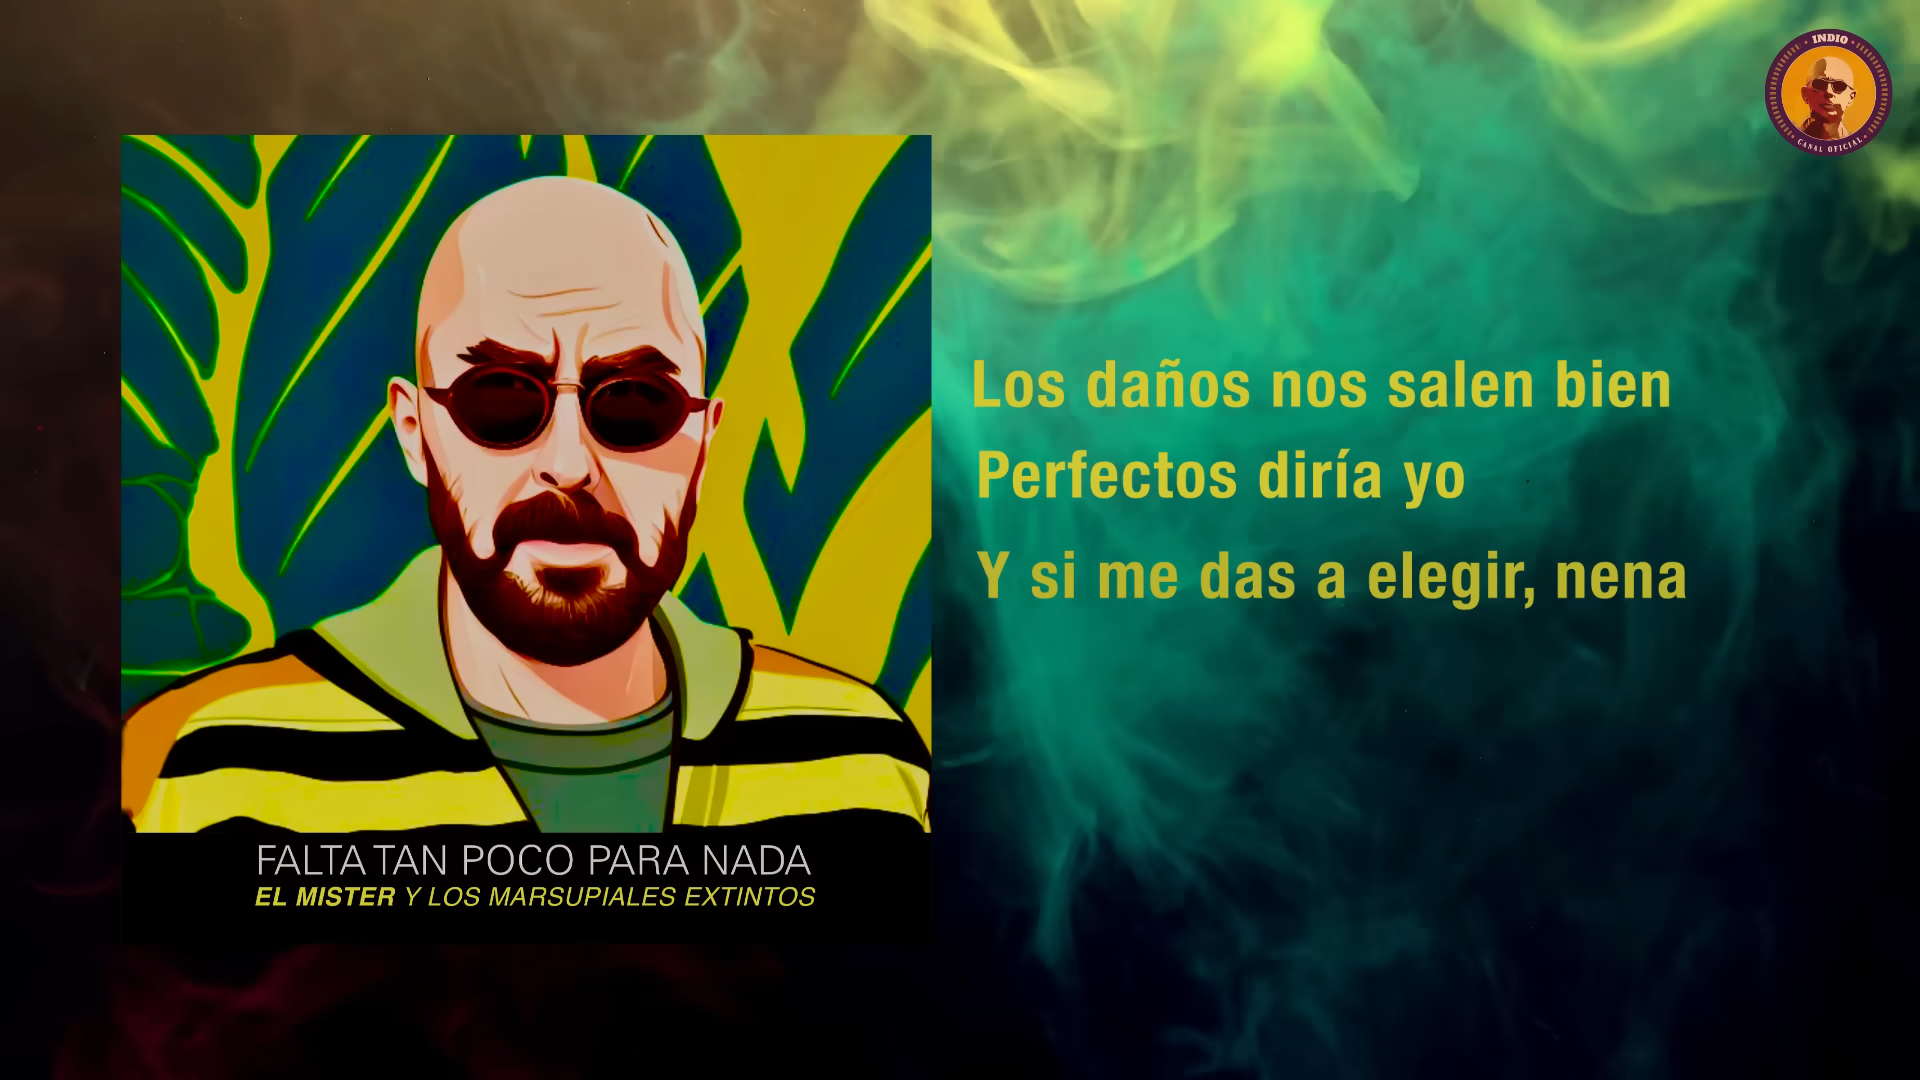 INDIO
CANAL OFICIAL
Los daños nos salen bien
Perfectos diría yo
Y si me das a elegir, nena
FALTA TAN POCO PARA NADA
EL MISTER Y LOS MARSUPIALES EXTINTOS